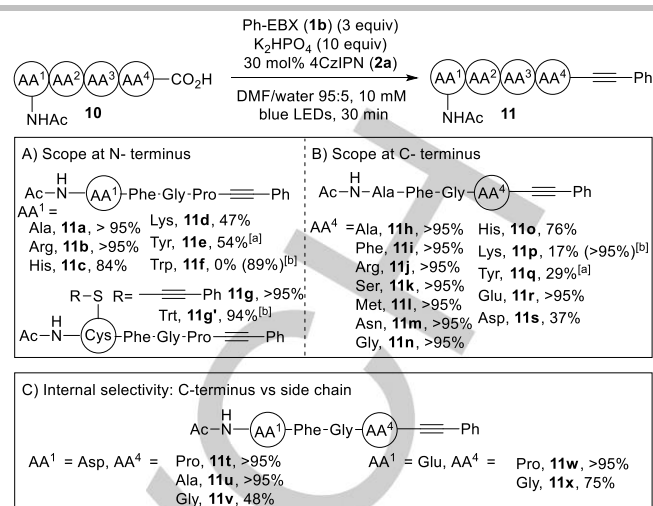 Ph-EBX (1b) (3 equiv)
K2HPO4 (10 equiv)
30 mol% 4CzIPN (2a)
DMF/water 95:5, 10 mM
blue LEDs, 30 min
AA1 AA2 AA3 AA4 CO2H
NHAc
10
AA1 AA2 AA3 AA4 Ph
NHAc
11
A) Scope at N- terminus
Ac-N H AA1 Phe-Gly-Pro Ph
AA1 =
Ala, 11a, > 95%
Arg, 11b, >95%
His, 11c, 84%
Lys, 11d, 47%
Tyr, 11e, 54%[a]
Trp, 11f, 0% (89%)[b]
R-S R= Ph 11g, >95%
Trt, 11g', 94%[b]
Ac-N H Cys Phe-Gly-Pro Ph
B) Scope at C- terminus
Ac-N H-Ala-Phe-Gly AA4 Ph
AA4 =Ala, 11h, >95%
Phe, 11i, >95%
Arg, 11j, >95%
Ser, 11k, >95%
Met, 11l, >95%
Asn, 11m, >95%
Gly, 11n, >95%
His, 11o, 76%
Lys, 11p, 17% (>95%)[b]
Tyr, 11q, 29%[a]
Glu, 11r, >95%
Asp, 11s, 37%
C) Internal selectivity: C-terminus vs side chain
Ac-N H AA1 Phe-Gly AA4 Ph
AA1 = Asp, AA4 =
Pro, 11t, >95%
Ala, 11u, >95%
Gly, 11v, 48%
AA1 = Glu, AA4 =
Pro, 11w, >95%
Gly, 11x, 75%